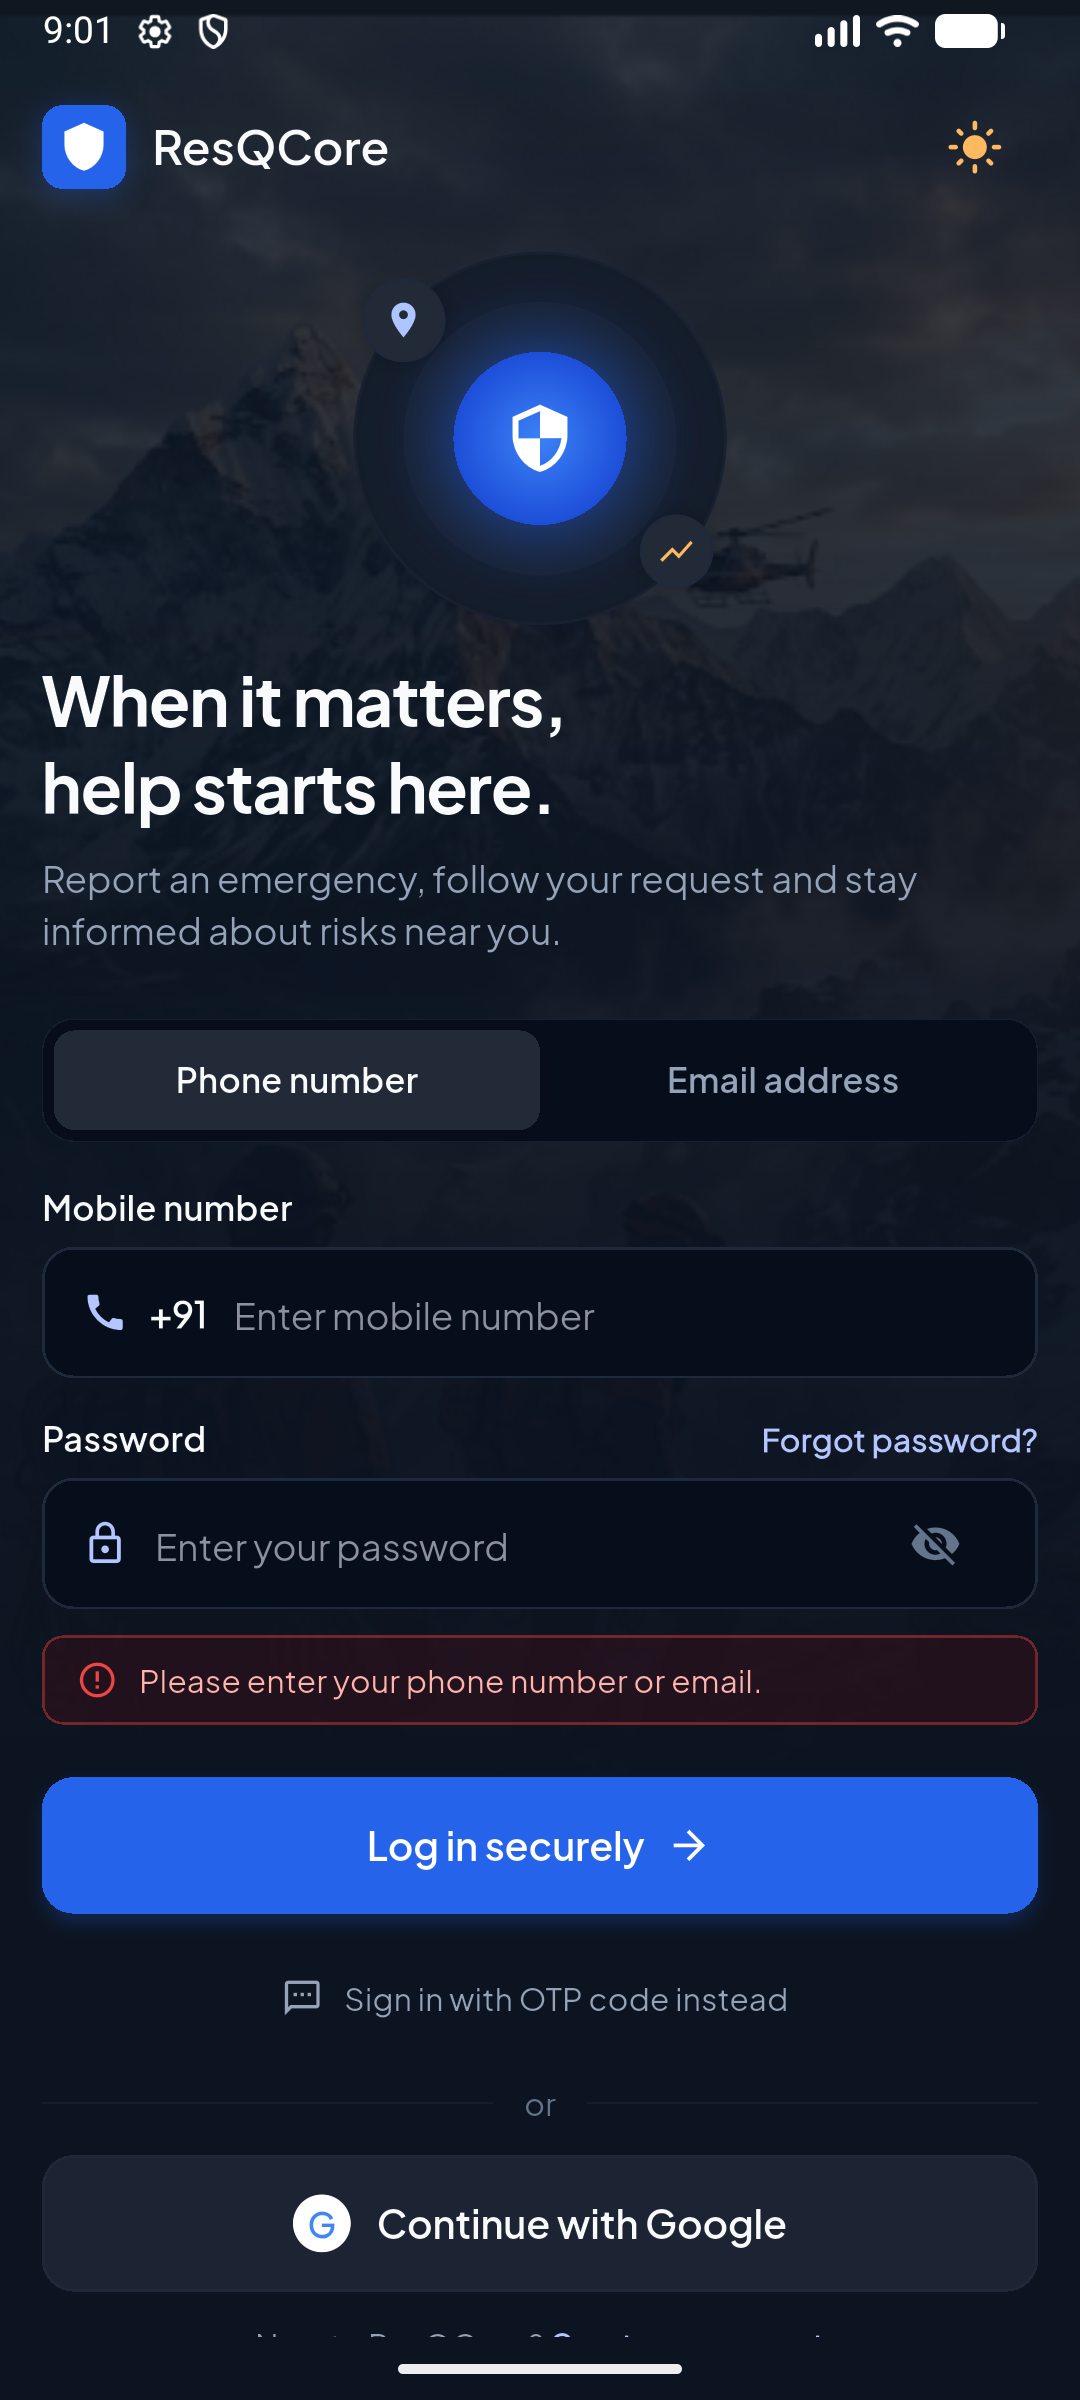 9:01
ResQCore
When it matters,
help starts here.
Report an emergency, follow your request and stay
informed about risks near you.
Phone number
Email address
Mobile number
+91 Enter mobile number
Password
Forgot password?
Enter your password
Please enter your phone number or email.
Log in securely
Sign in with OTP code instead
or
G Continue with Google